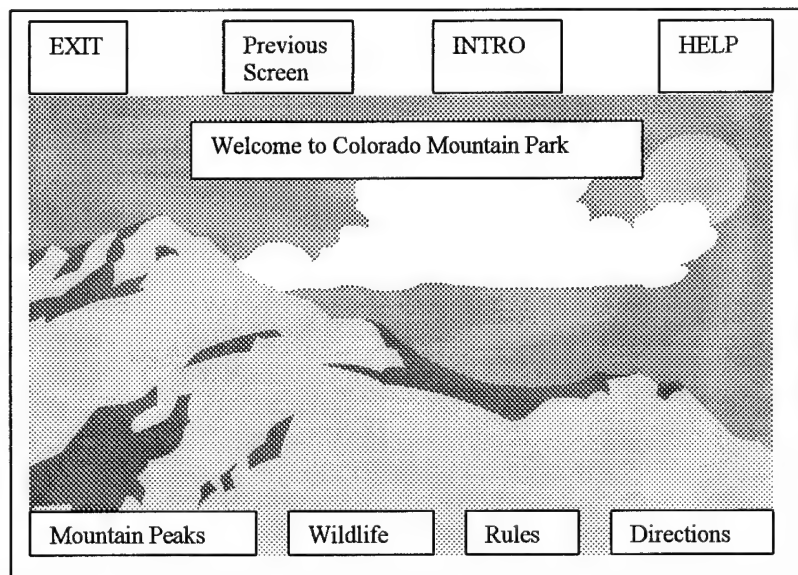 EXIT
Previous
Screen
INTRO
HELP
Welcome to Colorado Mountain Park
Mountain Peaks
Wildlife
Rules
Directions